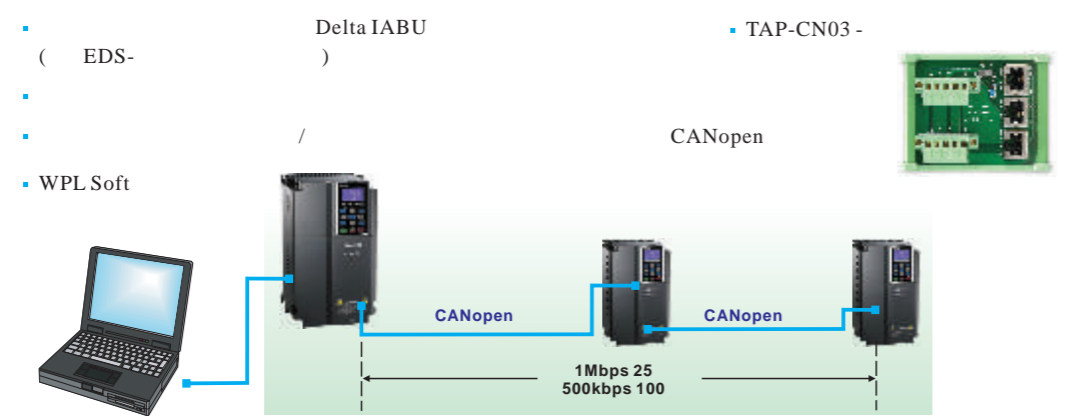 Delta IABU
( EDS- )
TAP-CN03 -
/ CANopen
WPL Soft
CANopen
CANopen
1Mbps 25
500kbps 100